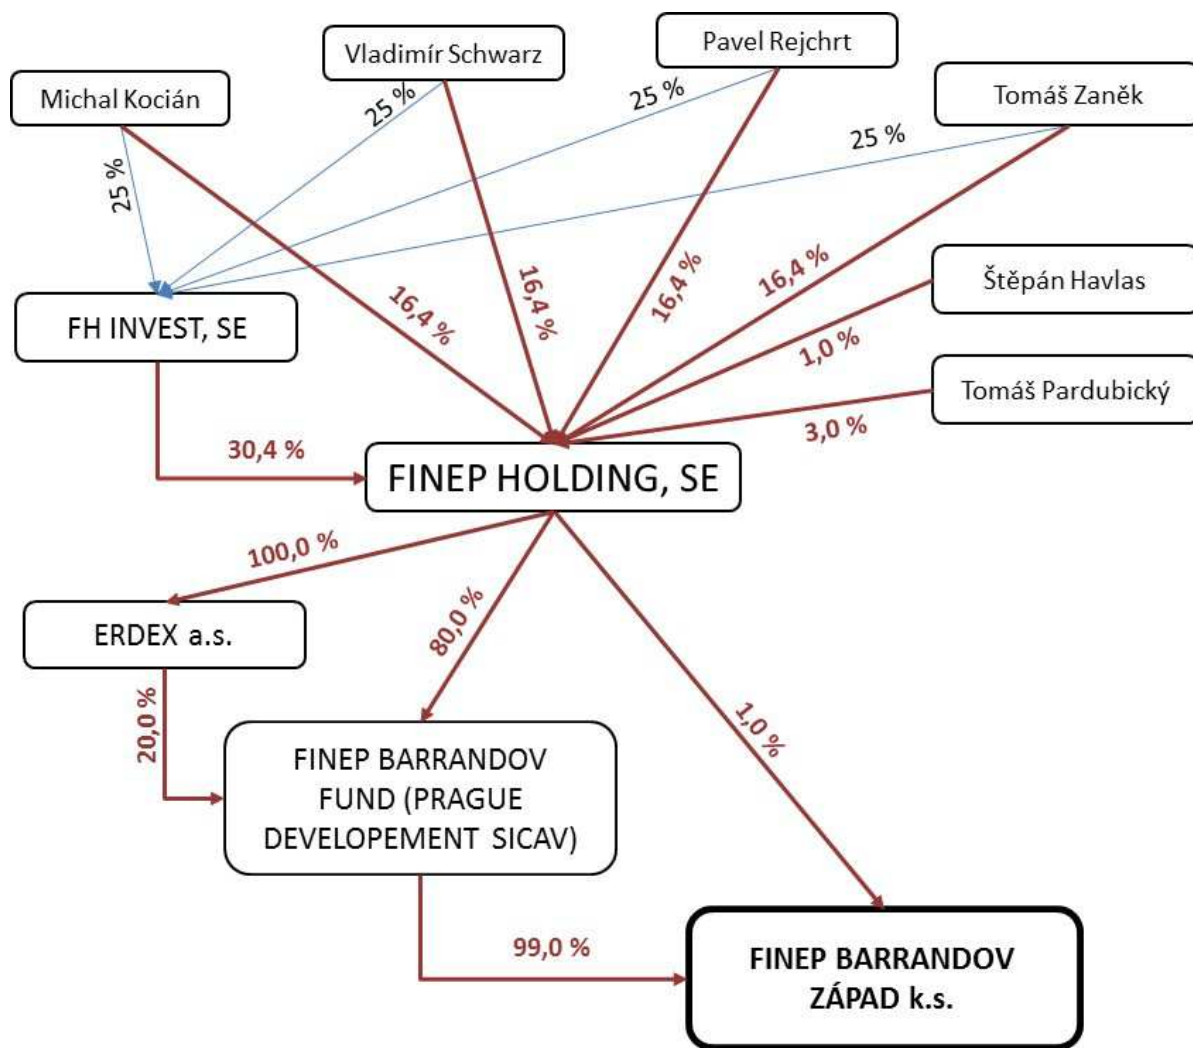 Vladimír Schwarz
Pavel Rejchrt
Michal Kocián
Tomáš Zaněk
25 %
25 %
25 %
25 %
Štěpán Havlas
16,4 %
16,4 %
16,4 %
16,4 %
FH INVEST, SE
1,0 %
Tomáš Pardubický
3,0 %
30,4 %
FINEP HOLDING, SE
100,0 %
80,0 %
ERDEX a.s.
20,0 %
1,0 %
FINEP BARRANDOV
FUND (PRAGUE
DEVELOPEMENT SICAV)
99,0 %
FINEP BARRANDOV
ZÁPAD k.s.